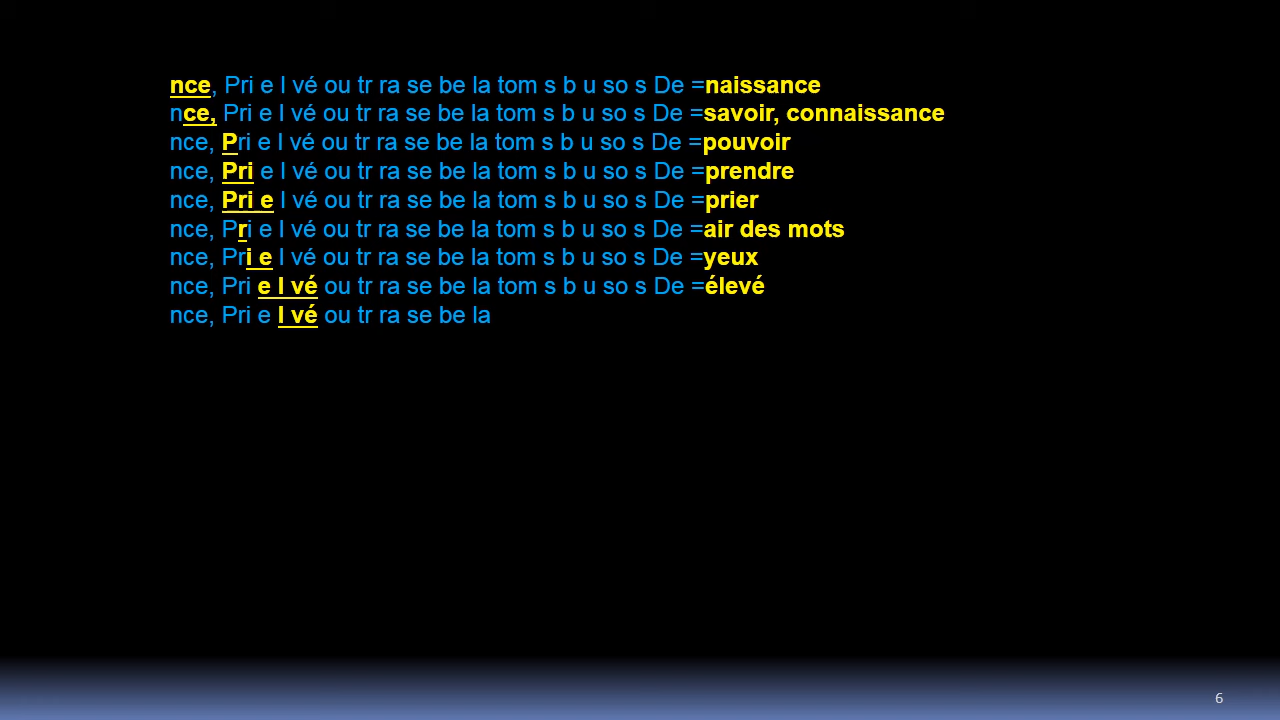 nce, Pri e l vé ou tr ra se be la tom s b u so s De =naissance
nce, Pri e l vé ou tr ra se be la tom s b u so s De =savoir, connaissance
nce, Pri e l vé ou tr ra se be la tom s b u so s De =pouvoir
nce, Pri e l vé ou tr ra se be la tom s b u so s De =prendre
nce, Pri e l vé ou tr ra se be la tom s b u so s De =prier
nce, Pri e l vé ou tr ra se be la tom s b u so s De =air des mots
nce, Pri e l vé ou tr ra se be la tom s b u so s De =yeux
nce, Pri e l vé ou tr ra se be la tom s b u so s De =élevé
nce, Pri e l vé ou tr ra se be la
6